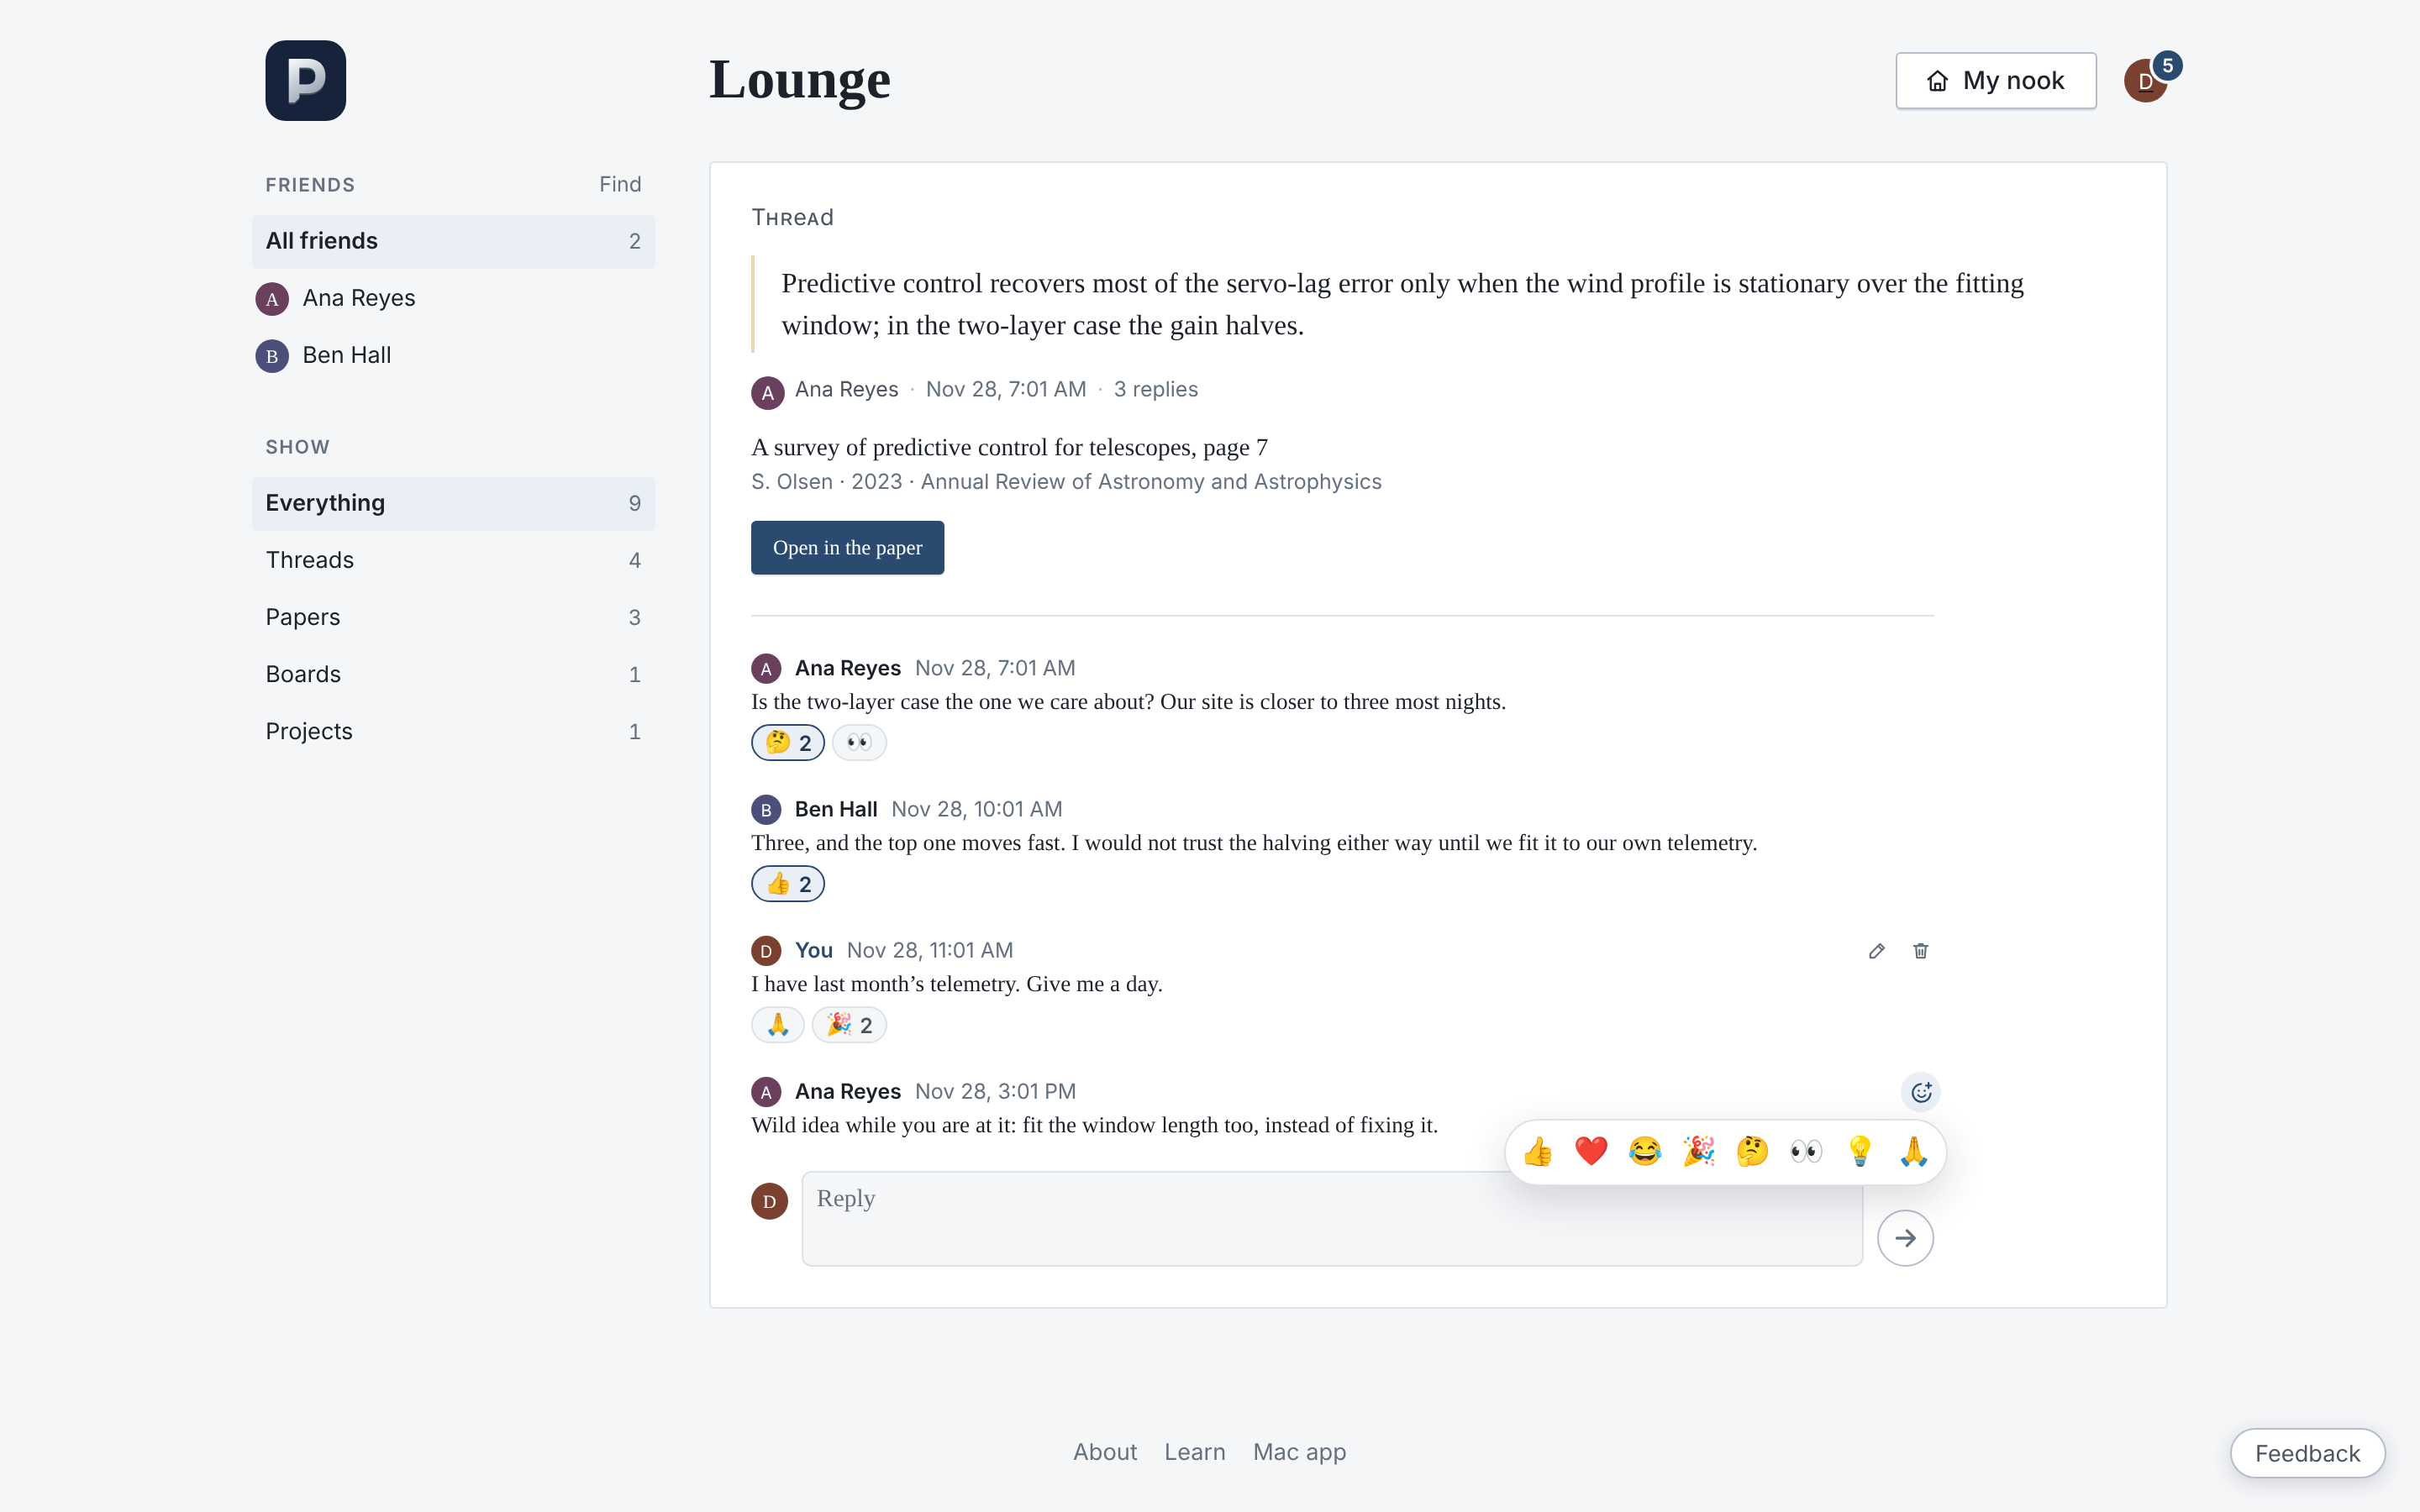 P
Lounge
My nook
D
5
FRIENDS
Find
All friends
2
A
Ana Reyes
B
Ben Hall
SHOW
Everything
9
Threads
4
Papers
3
Boards
1
Projects
1
Thread
Predictive control recovers most of the servo-lag error only when the wind profile is stationary over the fitting
window; in the two-layer case the gain halves.
A Ana Reyes · Nov 28, 7:01 AM · 3 replies
A survey of predictive control for telescopes, page 7
S. Olsen · 2023 · Annual Review of Astronomy and Astrophysics
Open in the paper
A Ana Reyes Nov 28, 7:01 AM
Is the two-layer case the one we care about? Our site is closer to three most nights.
🤔 2 👀
B Ben Hall Nov 28, 10:01 AM
Three, and the top one moves fast. I would not trust the halving either way until we fit it to our own telemetry.
👍 2
D You Nov 28, 11:01 AM
I have last month’s telemetry. Give me a day.
🙏 🎉 2
A Ana Reyes Nov 28, 3:01 PM
Wild idea while you are at it: fit the window length too, instead of fixing it.
👍 ❤️ 😂 🎉 🤔 👀 💡 🙏
D
Reply
About Learn Mac app
Feedback